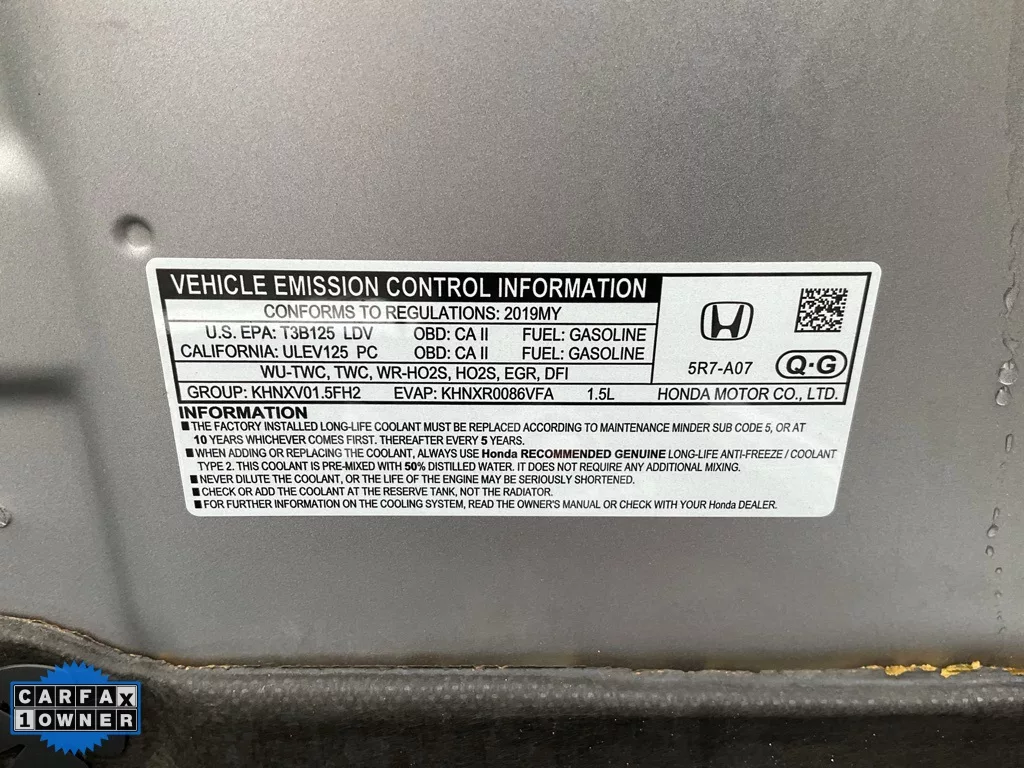 VEHICLE EMISSION CONTROL INFORMATION
CONFORMS TO REGULATIONS: 2019MY
U.S. EPA: T3B125 LDV OBD: CA II FUEL: GASOLINE
CALIFORNIA: ULEV125 PC OBD: CA II FUEL: GASOLINE
WU-TWC, TWC, WR-HO2S, HO2S, EGR, DFI
5R7-A07 Q·G
GROUP: KHNXV01.5FH2 EVAP: KHNXR0086VFA 1.5L HONDA MOTOR CO., LTD.
INFORMATION
■ THE FACTORY INSTALLED LONG-LIFE COOLANT MUST BE REPLACED ACCORDING TO MAINTENANCE MINDER SUB CODE 5, OR AT
10 YEARS WHICHEVER COMES FIRST. THEREAFTER EVERY 5 YEARS.
■ WHEN ADDING OR REPLACING THE COOLANT, ALWAYS USE Honda RECOMMENDED GENUINE LONG-LIFE ANTI-FREEZE / COOLANT
TYPE 2. THIS COOLANT IS PRE-MIXED WITH 50% DISTILLED WATER. IT DOES NOT REQUIRE ANY ADDITIONAL MIXING.
■ NEVER DILUTE THE COOLANT, OR THE LIFE OF THE ENGINE MAY BE SERIOUSLY SHORTENED.
■ CHECK OR ADD THE COOLANT AT THE RESERVE TANK, NOT THE RADIATOR.
■ FOR FURTHER INFORMATION ON THE COOLING SYSTEM, READ THE OWNER'S MANUAL OR CHECK WITH YOUR Honda DEALER.
CARFAX
1 OWNER